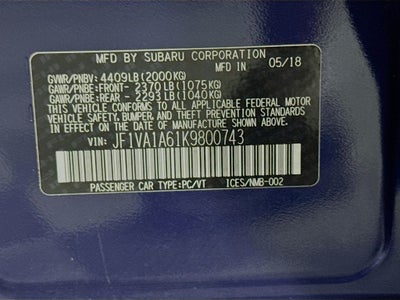 MFD BY SUBARU CORPORATION
MFD IN 05/18
GVWR/PNBV: 4409LB(2000KG)
GAWR/PNBE: FRONT- 2370LB(1075KG)
GAWR/PNBE: REAR - 2293LB(1040KG)
THIS VEHICLE CONFORMS TO ALL APPLICABLE FEDERAL MOTOR
VEHICLE SAFETY, BUMPER, AND THEFT PREVENTION STANDARDS
IN EFFECT ON THE DATE OF MANUFACTURE SHOWN ABOVE.
VIN: JF1VA1A61K9800743
PASSENGER CAR TYPE:PC/VT ICES/NMB-002